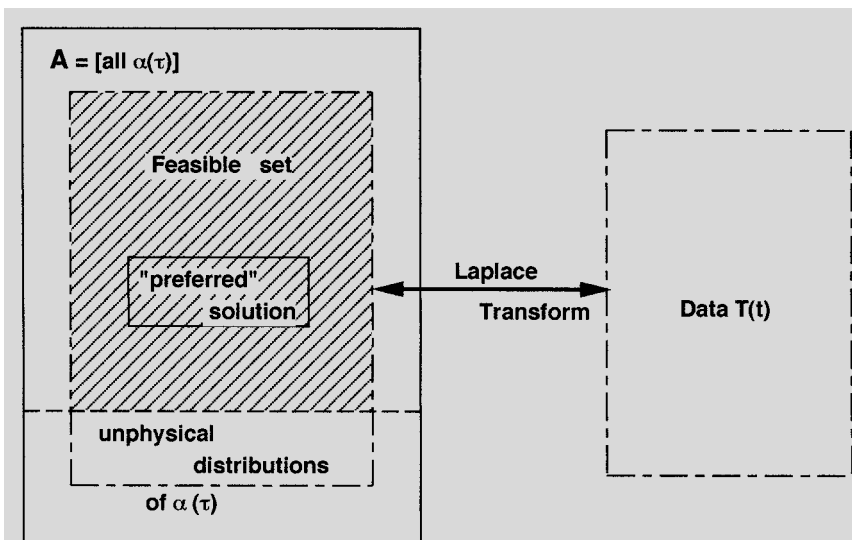 A = [all α(τ)]
Feasible set
"preferred"
solution
unphysical
distributions
of α (τ)
Laplace
Transform
Data T(t)